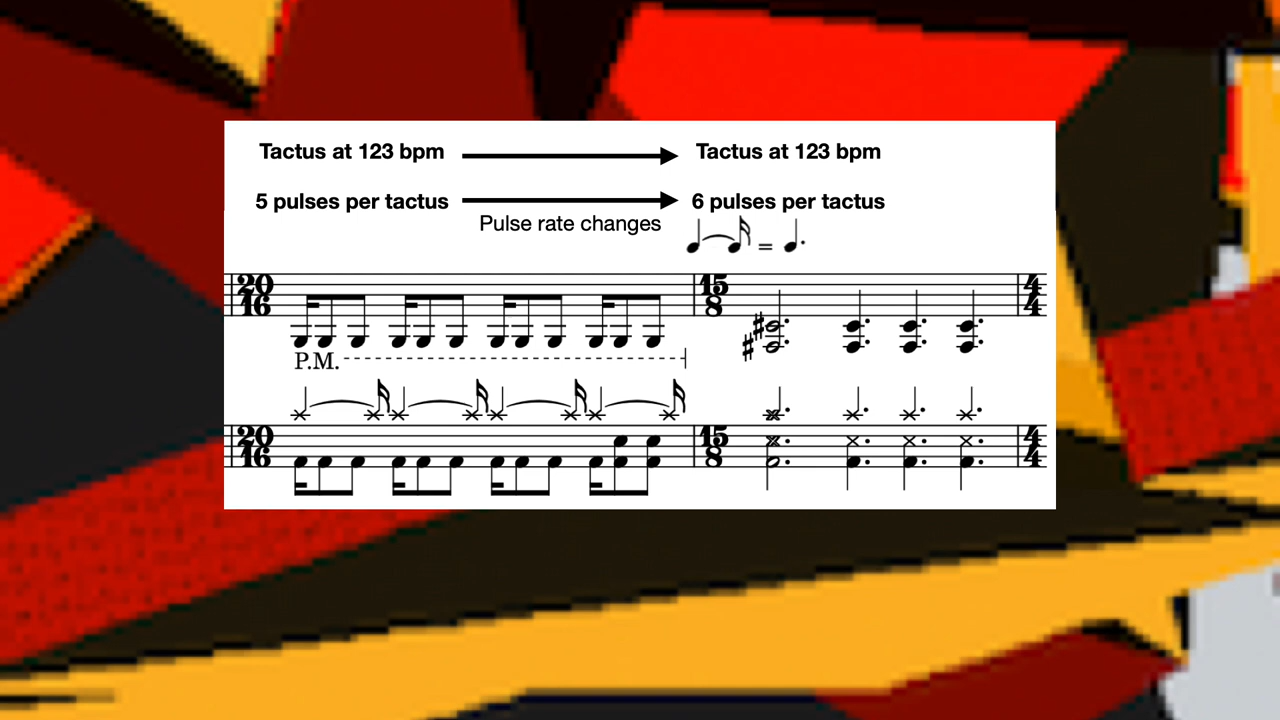 Tactus at 123 bpm Tactus at 123 bpm
5 pulses per tactus 6 pulses per tactus
Pulse rate changes
=
20 15 4
16 8 4
P.M.
20 15 4
16 8 4